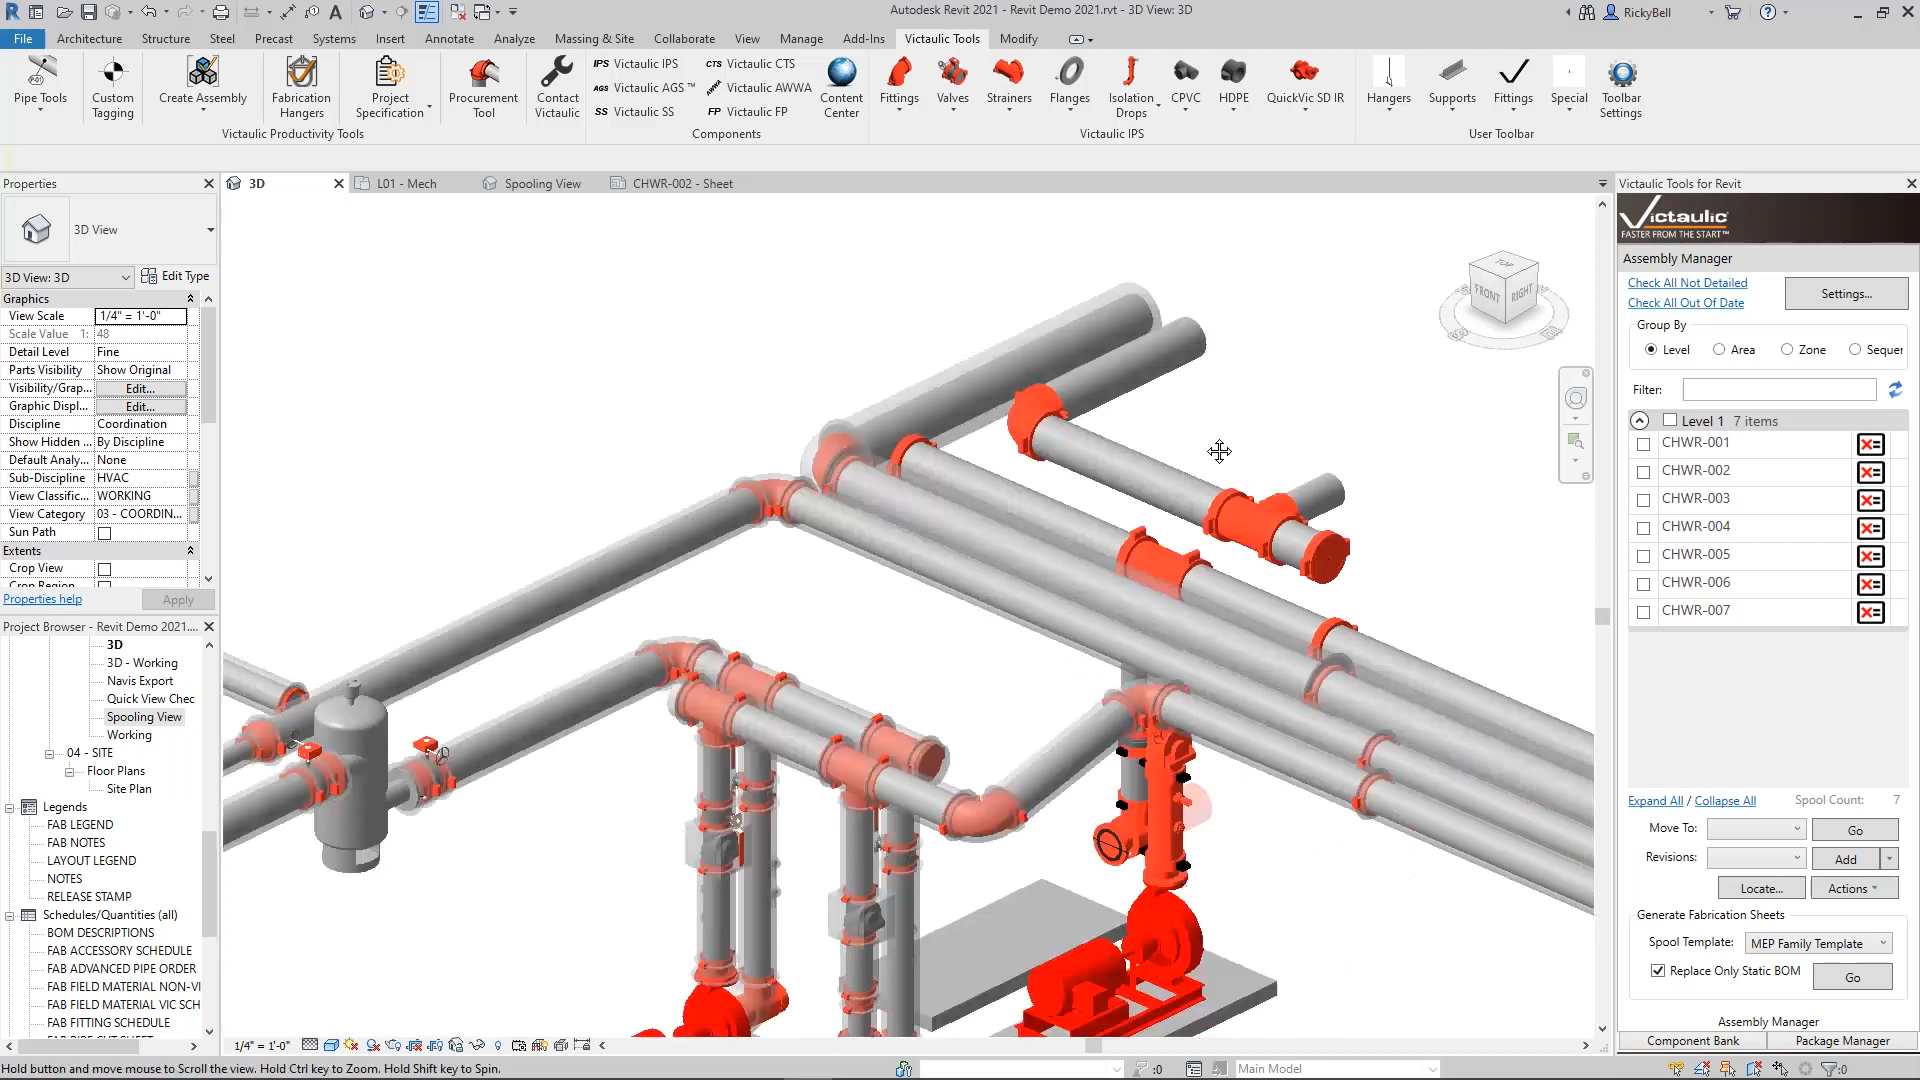 Autodesk Revit 2021 - Revit Demo 2021.rvt - 3D View: 3D
RickyBell
File
Architecture
Structure
Steel
Precast
Systems
Insert
Annotate
Analyze
Massing & Site
Collaborate
View
Manage
Add-Ins
Victaulic Tools
Modify
Pipe Tools
Custom Tagging
Create Assembly
Fabrication Hangers
Project Specification
Procurement Tool
Contact Victaulic
IPS Victaulic IPS
AGS Victaulic AGS™
SS Victaulic SS
CTS Victaulic CTS
Victaulic AWWA
FP Victaulic FP
Content Center
Fittings
Valves
Strainers
Flanges
Isolation Drops
CPVC
HDPE
QuickVic SD IR
Hangers
Supports
Fittings
Special
Toolbar Settings
Victaulic Productivity Tools
Components
Victaulic IPS
User Toolbar
Properties
3D View
3D View: 3D
Edit Type
Graphics
View Scale 1/4" = 1'-0"
Scale Value 1: 48
Detail Level Fine
Parts Visibility Show Original
Visibility/Grap... Edit...
Graphic Displ... Edit...
Discipline Coordination
Show Hidden ... By Discipline
Default Analy... None
Sub-Discipline HVAC
View Classific... WORKING
View Category 03 - COORDIN...
Sun Path
Extents
Crop View
Crop Region
Properties help
Apply
Project Browser - Revit Demo 2021....
3D
3D - Working
Navis Export
Quick View Chec
Spooling View
Working
04 - SITE
Floor Plans
Site Plan
Legends
FAB LEGEND
FAB NOTES
LAYOUT LEGEND
NOTES
RELEASE STAMP
Schedules/Quantities (all)
BOM DESCRIPTIONS
FAB ACCESSORY SCHEDULE
FAB ADVANCED PIPE ORDER
FAB FIELD MATERIAL NON-VI
FAB FIELD MATERIAL VIC SCH
FAB FITTING SCHEDULE
3D
L01 - Mech
Spooling View
CHWR-002 - Sheet
TOP
FRONT
RIGHT
1/4" = 1'-0"
Victaulic Tools for Revit
Victaulic
FASTER FROM THE START™
Assembly Manager
Check All Not Detailed
Check All Out Of Date
Settings...
Group By
Level
Area
Zone
Sequer
Filter:
Level 1 7 items
CHWR-001
CHWR-002
CHWR-003
CHWR-004
CHWR-005
CHWR-006
CHWR-007
Expand All / Collapse All
Spool Count: 7
Move To:
Go
Revisions:
Add
Locate...
Actions
Generate Fabrication Sheets
Spool Template: MEP Family Template
Replace Only Static BOM
Go
Assembly Manager
Component Bank
Package Manager
Hold button and move mouse to Scroll the view. Hold Ctrl key to Zoom. Hold Shift key to Spin.
:0
Main Model
:0